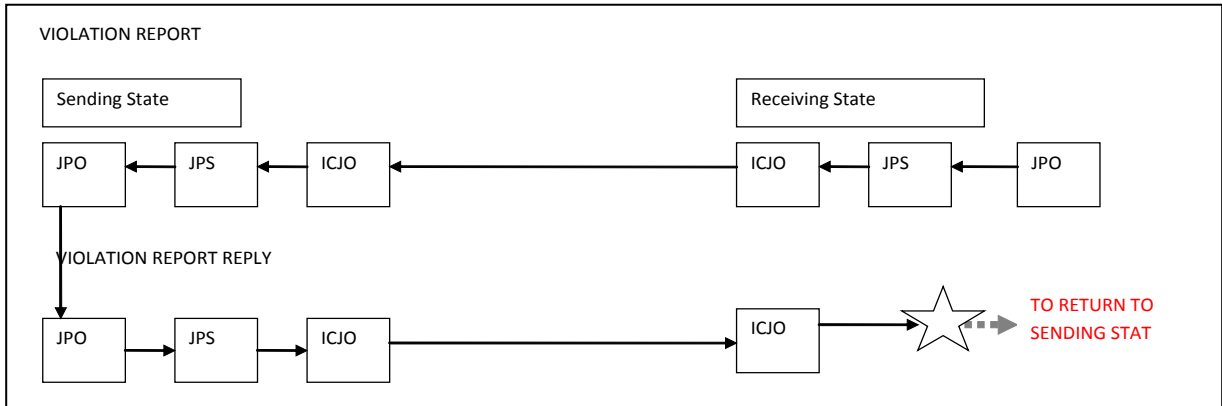 VIOLATION REPORT
Sending State
Receiving State
JPO
JPS
ICJO
ICJO
JPS
JPO
VIOLATION REPORT REPLY
JPO
JPS
ICJO
ICJO
TO RETURN TO
SENDING STAT